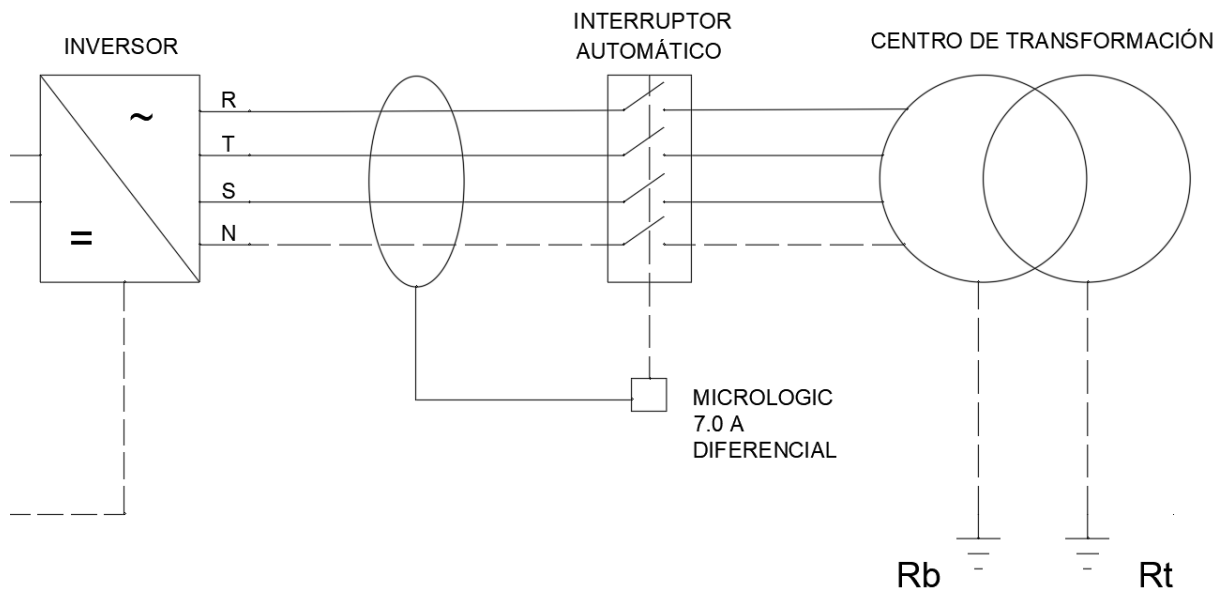 INVERSOR
INTERRUPTOR
AUTOMÁTICO
CENTRO DE TRANSFORMACIÓN
R
~
T
S
=
N
MICROLOGIC
7.0 A
DIFERENCIAL
Rb
Rt